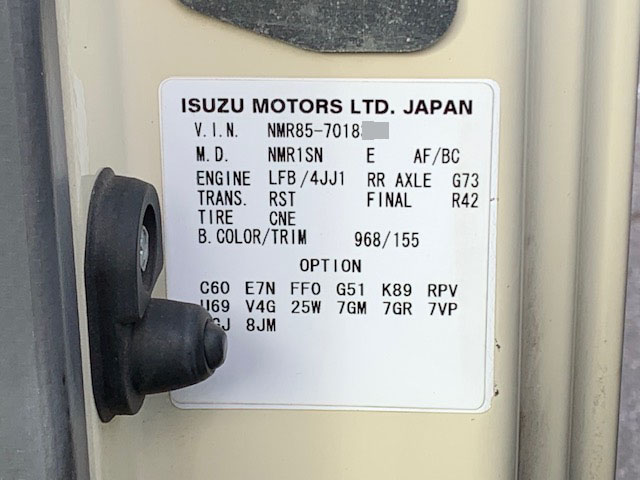 ISUZU MOTORS LTD. JAPAN
V.I.N. NMR85-7018
M.D. NMR1SN E AF/BC
ENGINE LFB/4JJ1 RR AXLE G73
TRANS. RST FINAL R42
TIRE CNE
B.COLOR/TRIM 968/155
OPTION
C60 E7N FF0 G51 K89 RPV
U69 V4G 25W 7GM 7GR 7VP
8JM